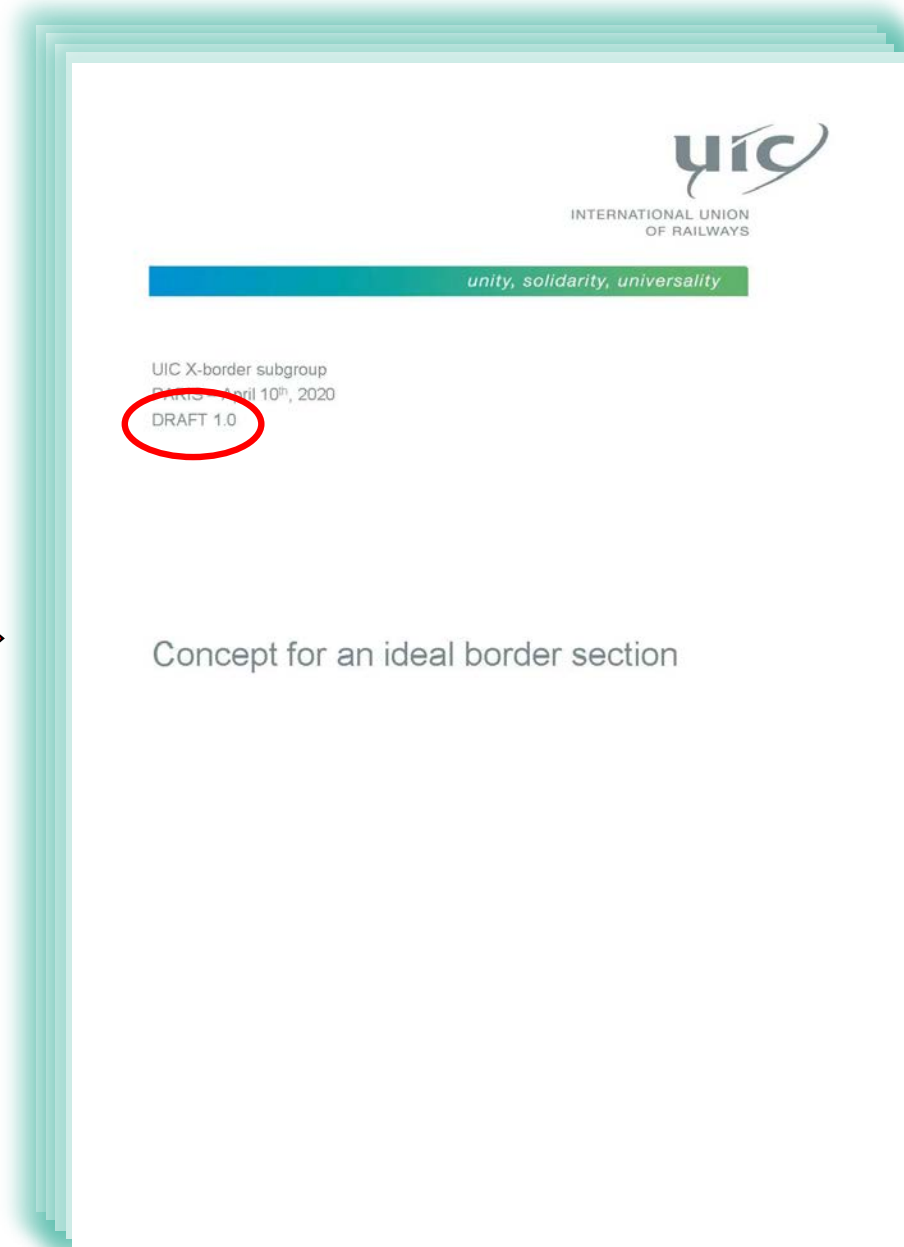 uic
INTERNATIONAL UNION
OF RAILWAYS
unity, solidarity, universality
UIC X-border subgroup
PARIS – April 10th, 2020
DRAFT 1.0
Concept for an ideal border section